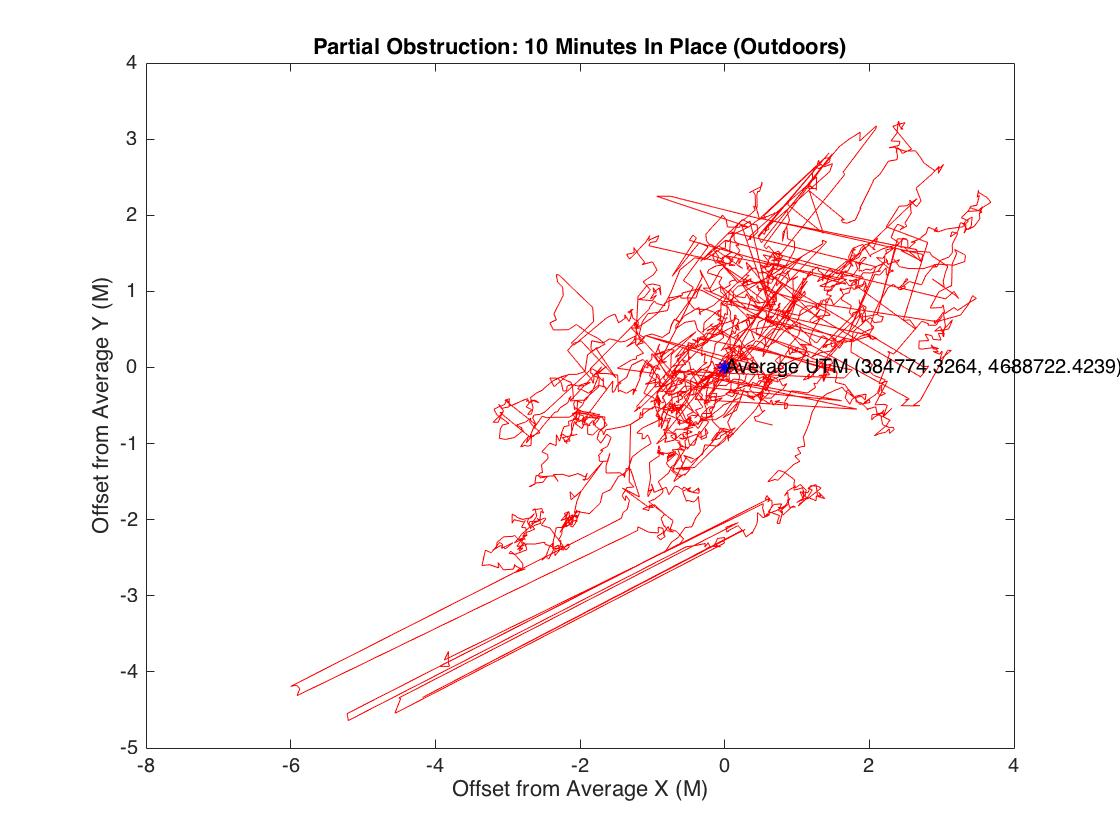 Partial Obstruction: 10 Minutes In Place (Outdoors)
4
3
2
1
0
-1
-2
-3
-4
-5
Offset from Average Y (M)
Average UTM (384774.3264, 4688722.4239)
-8 -6 -4 -2 0 2 4
Offset from Average X (M)